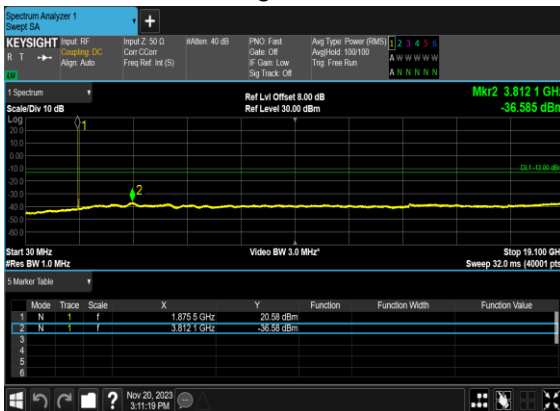 Spectrum Analyzer 1
Swept SA
KEYSIGHT Input: RF Input Z: 50 Ω #Atten: 40 dB PNO: Fast Avg Type: Power (RMS) 1 2 3 4 5 6
R T Coupling: DC Corr CCorr Gate: Off Avg|Hold: 100/100 A W W W W W
Align: Auto Freq Ref: Int (S) IF Gain: Low Trig: Free Run
LV Sig Track: Off A N N N N N
1 Spectrum Ref Lvl Offset 8.00 dB Mkr2 3.812 1 GHz
Scale/Div 10 dB Ref Level 30.00 dBm -36.585 dBm
Log
20.0 1
10.0
0.00
-10.0 DL1 -13.00 dBm
-20.0 2
-30.0
-40.0
-50.0
-60.0
Start 30 MHz Video BW 3.0 MHz* Stop 19.100 GHz
#Res BW 1.0 MHz Sweep 32.0 ms (40001 pts)
5 Marker Table
Mode Trace Scale X Y Function Function Width Function Value
1 N 1 f 1.875 5 GHz 20.58 dBm
2 N 1 f 3.812 1 GHz -36.58 dBm
3
4
5
6
? Nov 20, 2023
3:11:19 PM